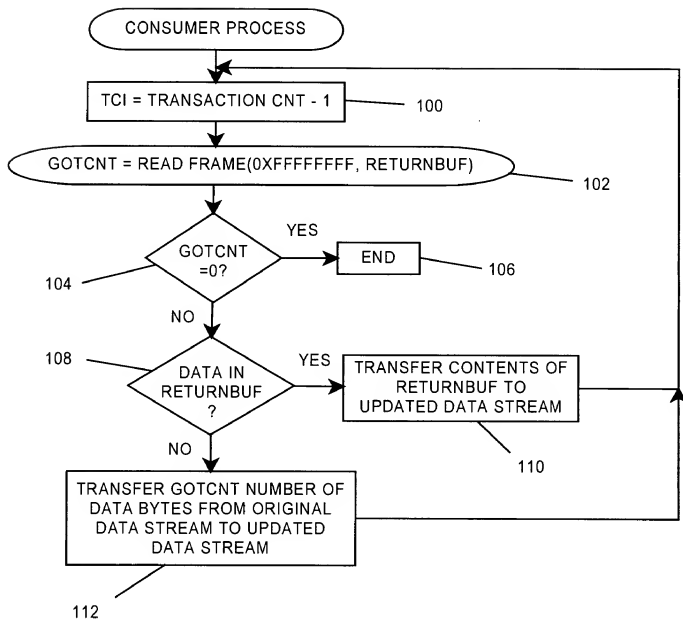 CONSUMER PROCESS
TCI = TRANSACTION CNT - 1
100
GOTCNT = READ FRAME(0XFFFFFFFF, RETURNBUF)
102
GOTCNT
=0?
YES
END
104
106
NO
108
DATA IN
RETURNBUF
?
YES
TRANSFER CONTENTS OF
RETURNBUF TO
UPDATED DATA STREAM
110
NO
TRANSFER GOTCNT NUMBER OF
DATA BYTES FROM ORIGINAL
DATA STREAM TO UPDATED
DATA STREAM
112